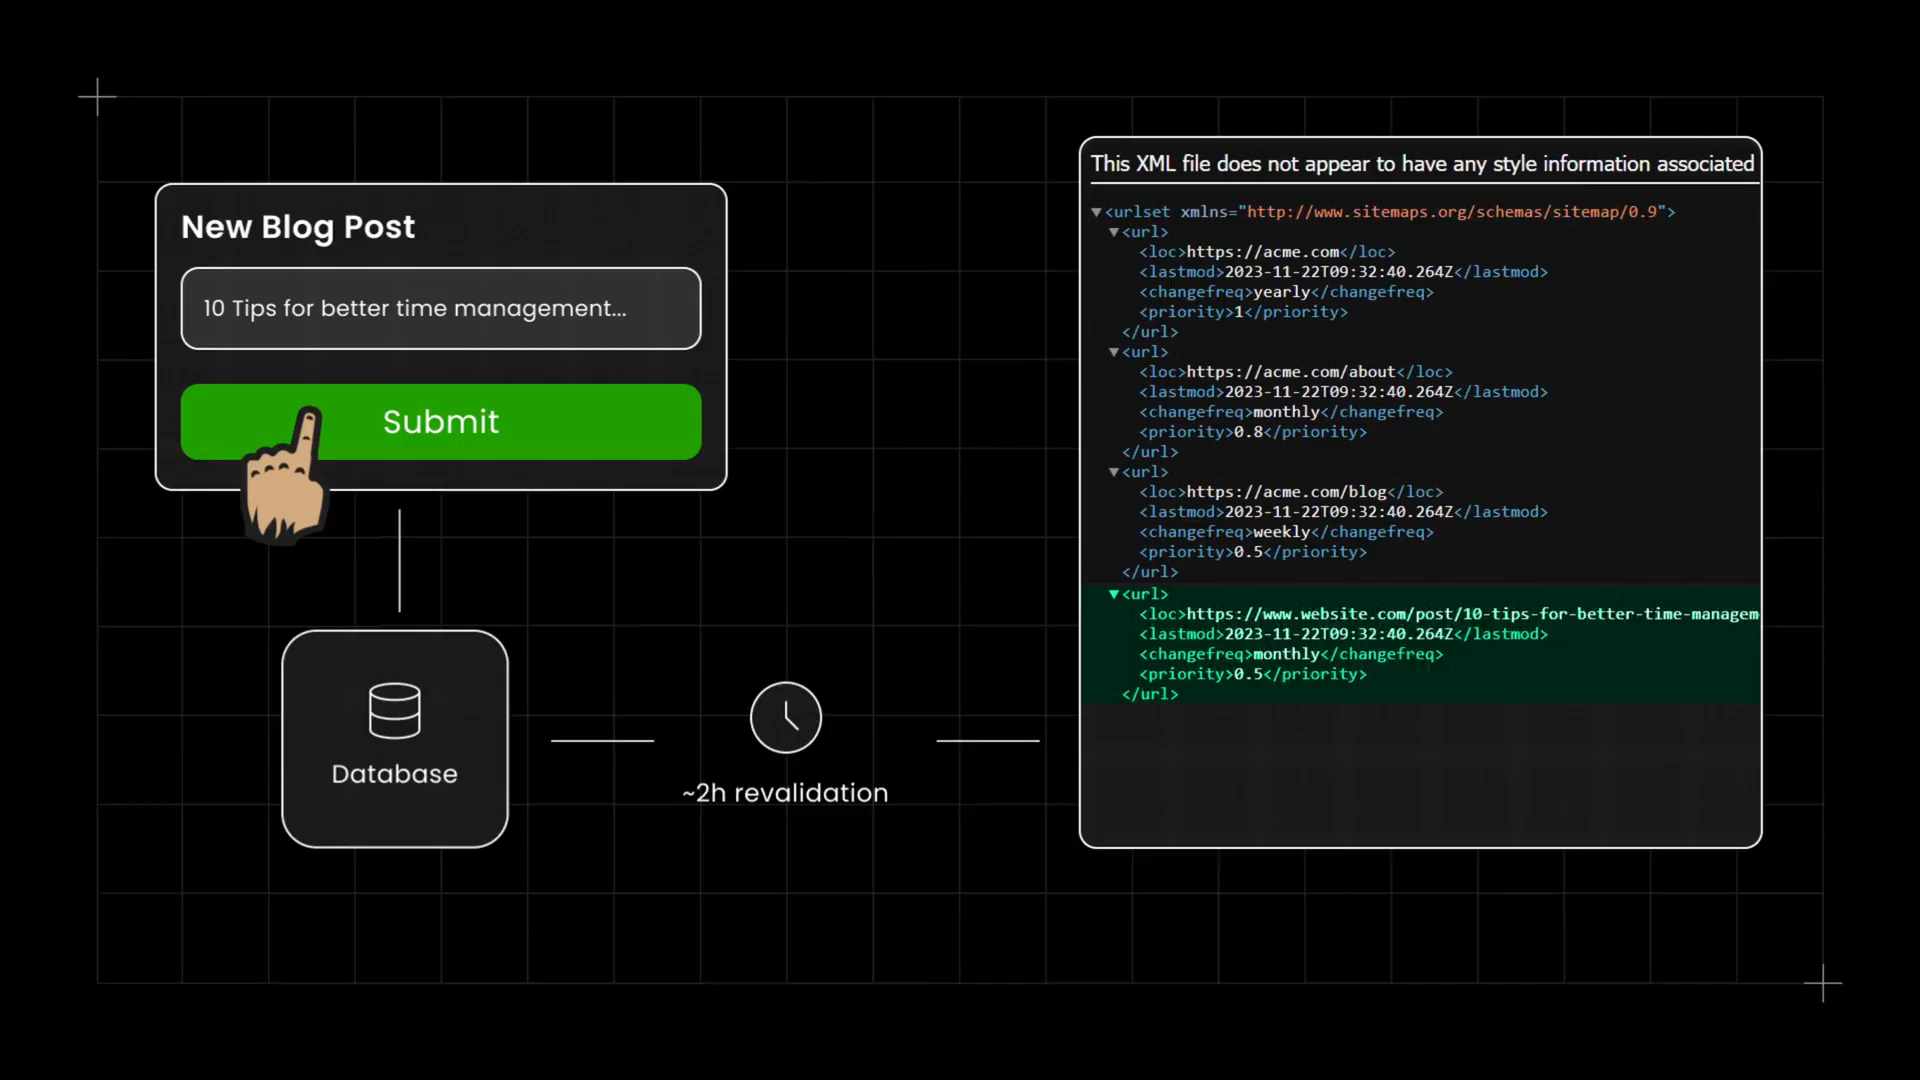 New Blog Post
10 Tips for better time management...
Submit
Database
~2h revalidation
This XML file does not appear to have any style information associated
<urlset xmlns="http://www.sitemaps.org/schemas/sitemap/0.9">
<url>
<loc>https://acme.com</loc>
<lastmod>2023-11-22T09:32:40.264Z</lastmod>
<changefreq>yearly</changefreq>
<priority>1</priority>
</url>
<url>
<loc>https://acme.com/about</loc>
<lastmod>2023-11-22T09:32:40.264Z</lastmod>
<changefreq>monthly</changefreq>
<priority>0.8</priority>
</url>
<url>
<loc>https://acme.com/blog</loc>
<lastmod>2023-11-22T09:32:40.264Z</lastmod>
<changefreq>weekly</changefreq>
<priority>0.5</priority>
</url>
<url>
<loc>https://www.website.com/post/10-tips-for-better-time-managem
<lastmod>2023-11-22T09:32:40.264Z</lastmod>
<changefreq>monthly</changefreq>
<priority>0.5</priority>
</url>